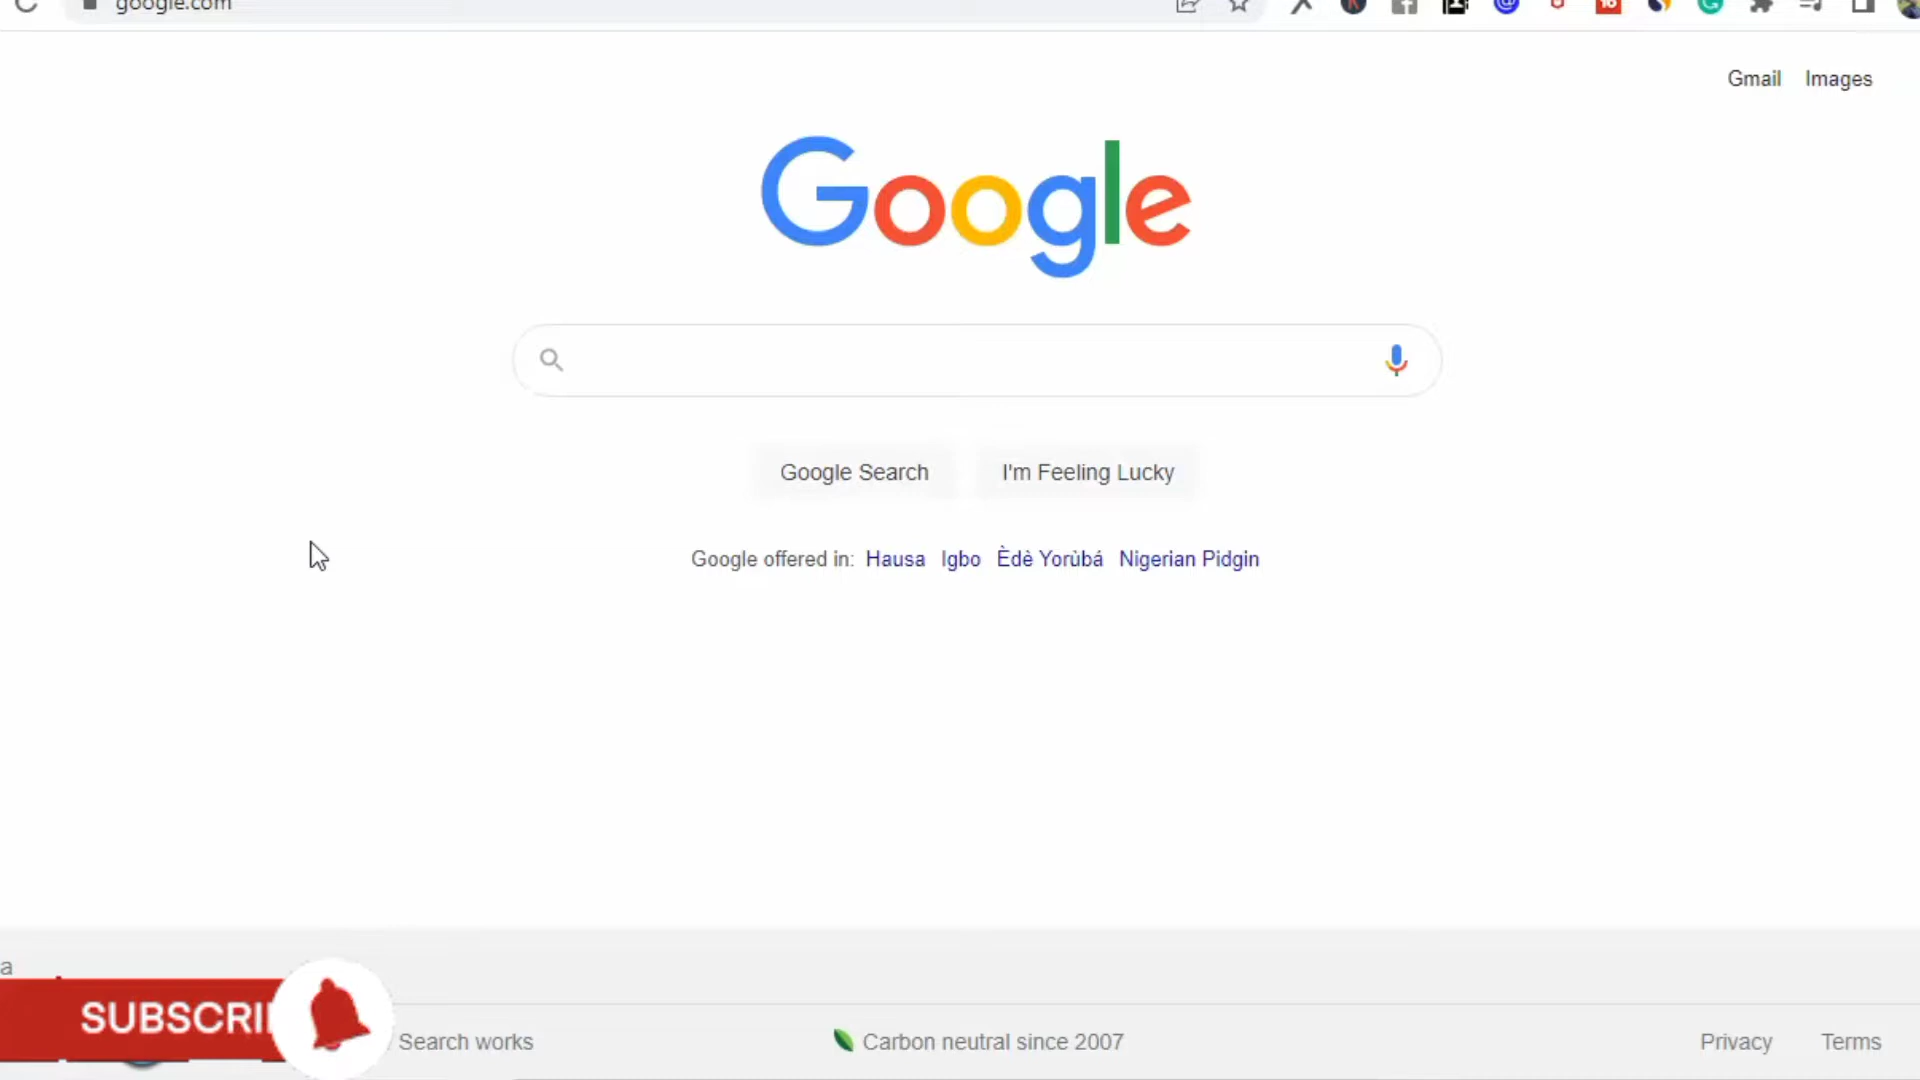 google.com
Gmail Images
Google
Google Search I'm Feeling Lucky
Google offered in: Hausa Igbo Èdè Yorùbá Nigerian Pidgin
a
SUBSCRI
Search works Carbon neutral since 2007 Privacy Terms